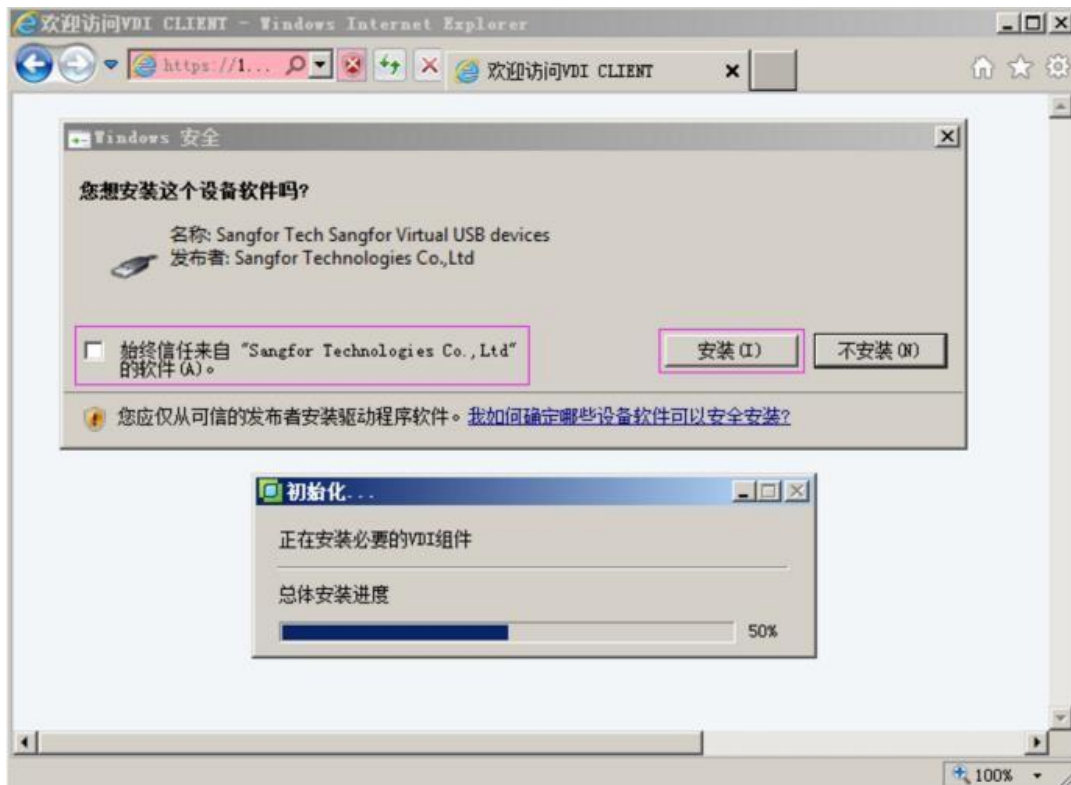 欢迎访问VDI CLIENT - Windows Internet Explorer
https://1...
欢迎访问VDI CLIENT
Windows 安全
您想安装这个设备软件吗?
名称: Sangfor Tech Sangfor Virtual USB devices
发布者: Sangfor Technologies Co.,Ltd
始终信任来自 "Sangfor Technologies Co.,Ltd"
的软件(A)。
安装(I)
不安装(N)
您应仅从可信的发布者安装驱动程序软件。我如何确定哪些设备软件可以安全安装?
初始化...
正在安装必要的VDI组件
总体安装进度
50%
100%